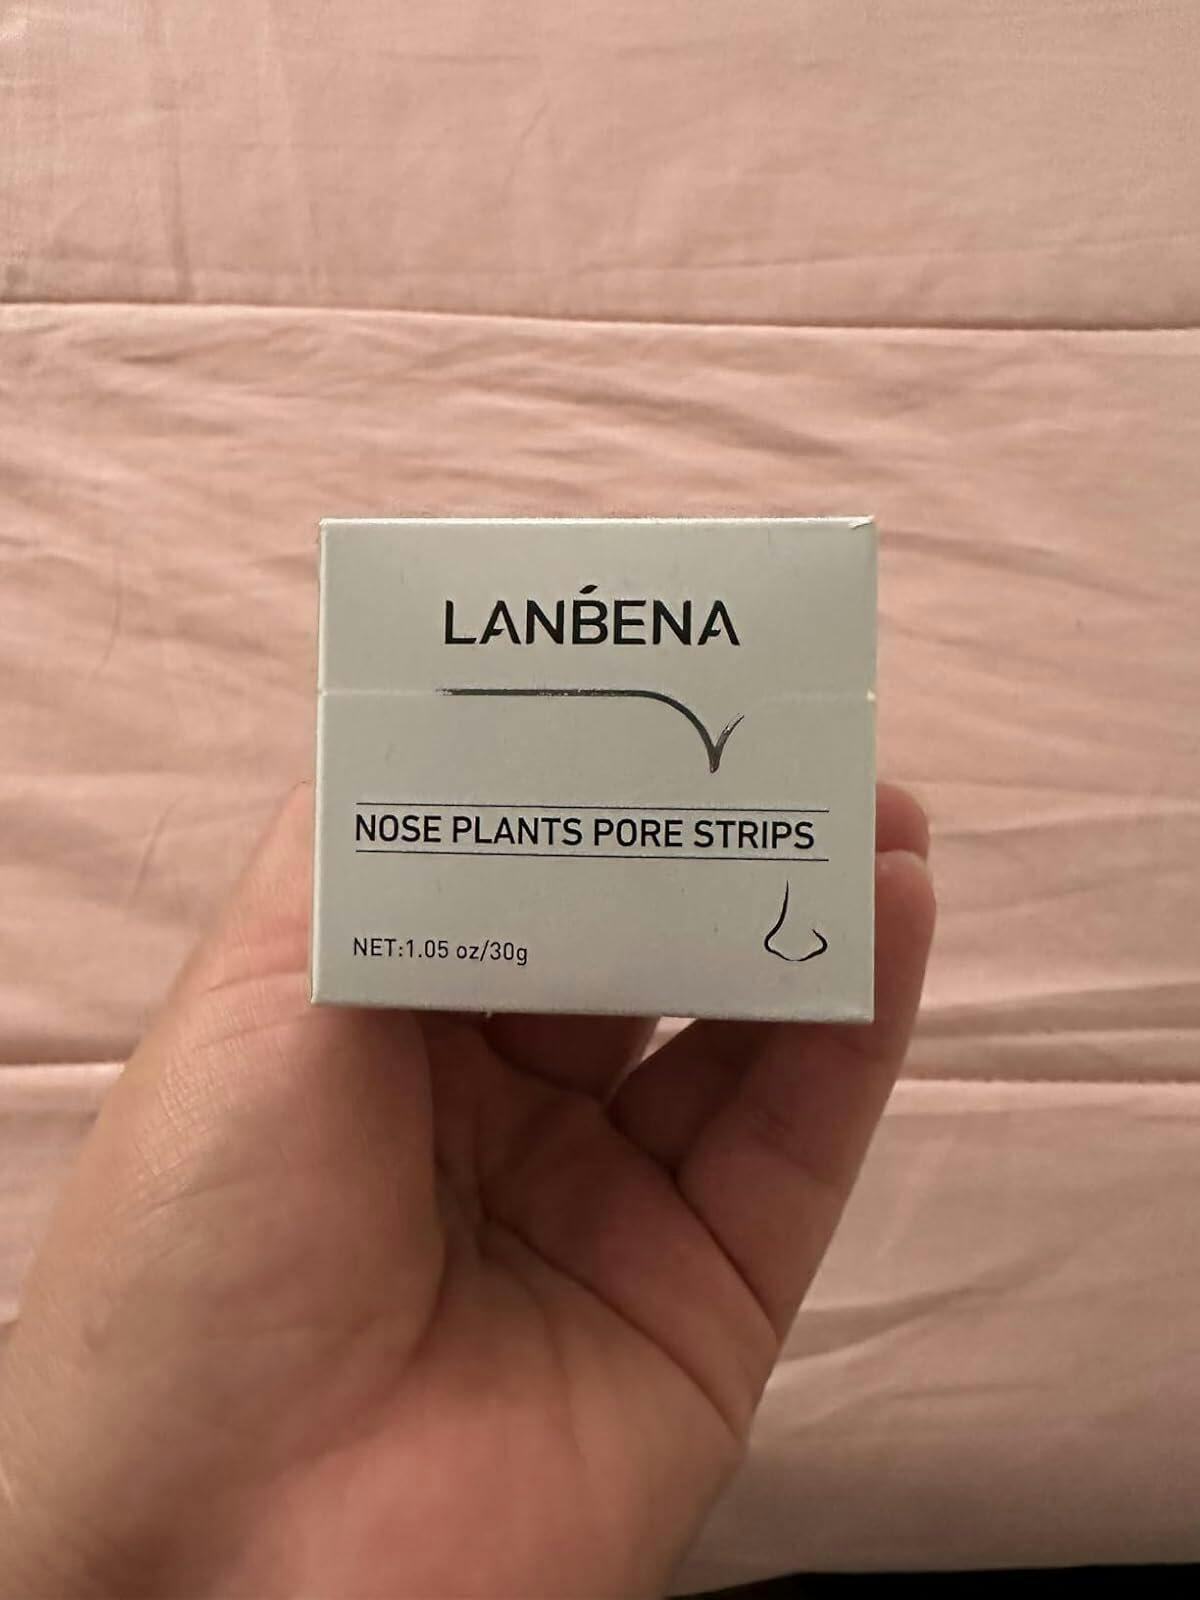 LANBENA
NOSE PLANTS PORE STRIPS
NET:1.05 oz/30g